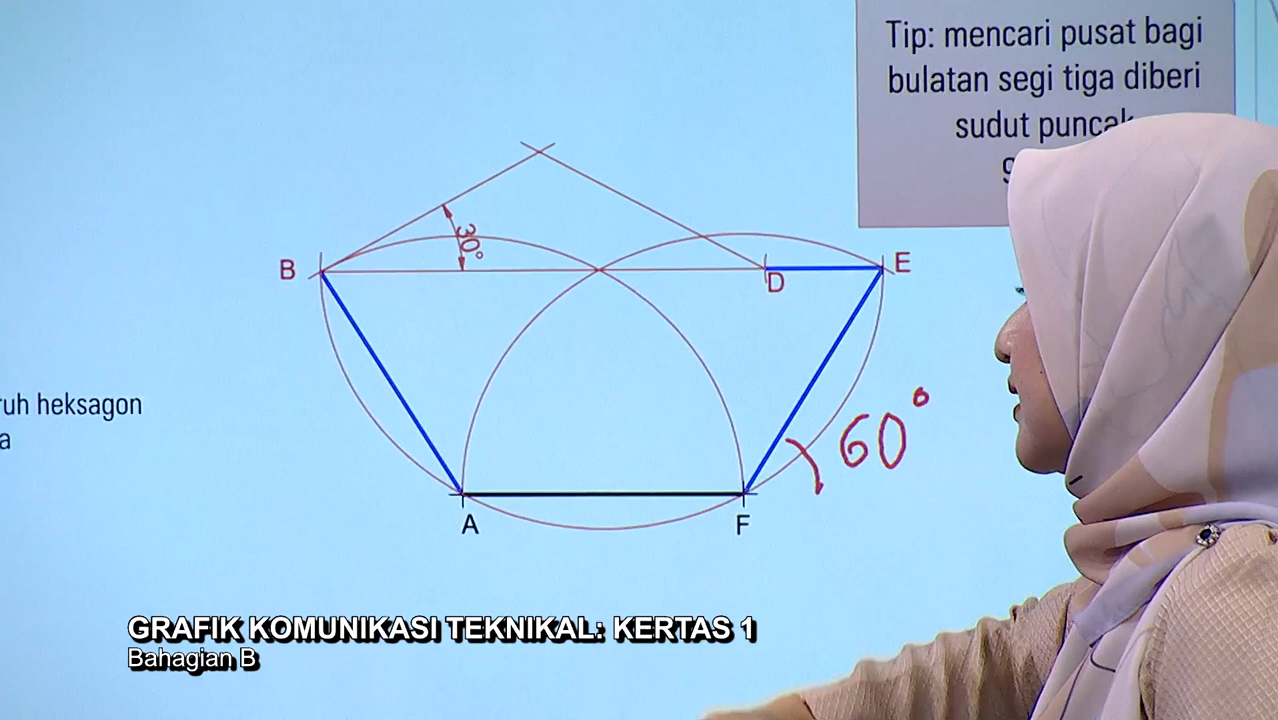 Tip: mencari pusat bagi
bulatan segi tiga diberi
sudut puncak
30°
B
D
E
ruh heksagon
a
60°
A
F
GRAFIK KOMUNIKASI TEKNIKAL: KERTAS 1
Bahagian B